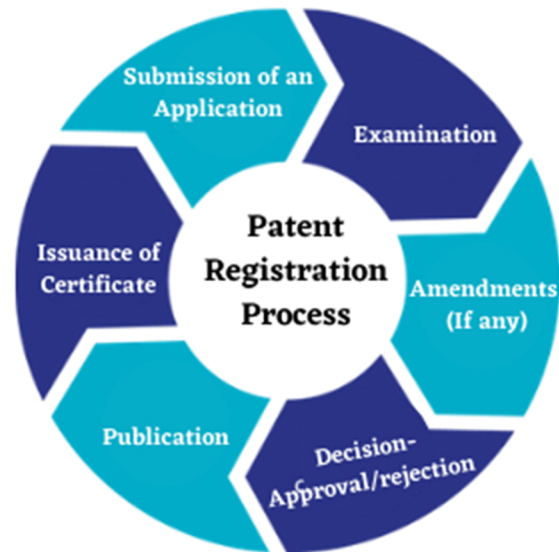 Patent
Registration
Process
Submission of an
Application
Examination
Amendments
(If any)
Decision-
Approval/rejection
Publication
Issuance of
Certificate